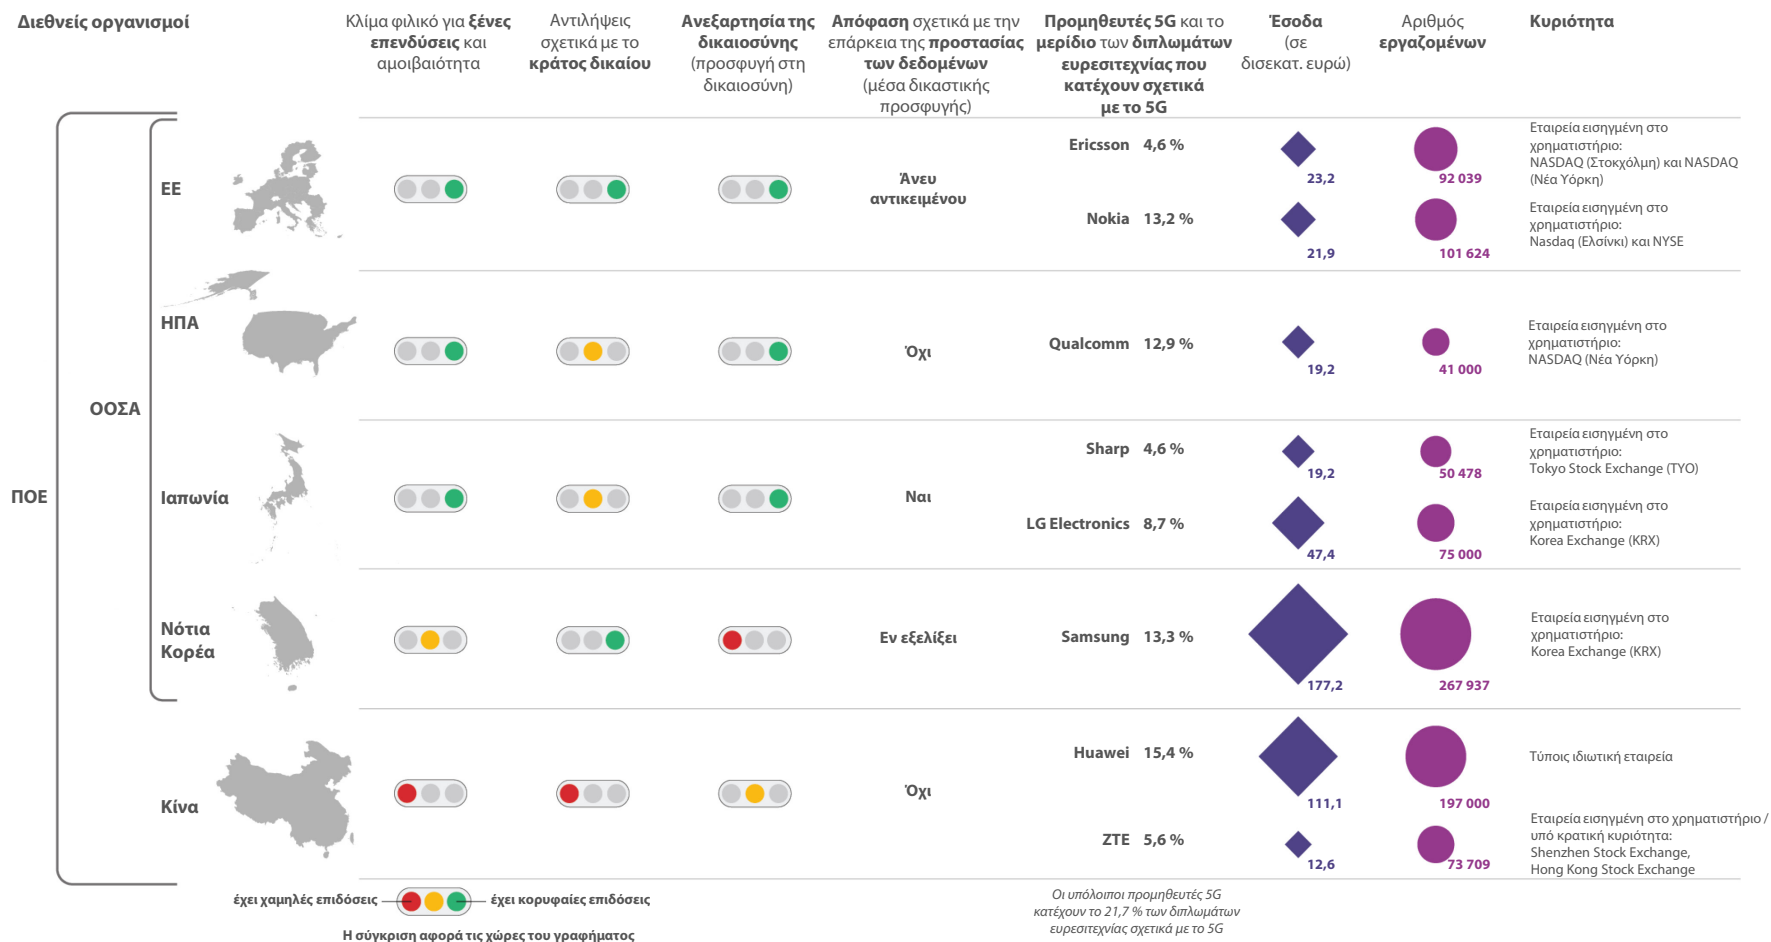 Διεθνείς οργανισμοί
Κλίμα φιλικό για ξένες
επενδύσεις και
αμοιβαιότητα
Αντιλήψεις
σχετικά με το
κράτος δικαίου
Ανεξαρτησία της
δικαιοσύνης
(προσφυγή στη
δικαιοσύνη)
Απόφαση σχετικά με την
επάρκεια της προστασίας
των δεδομένων
(μέσα δικαστικής
προσφυγής)
Προμηθευτές 5G και το
μερίδιο των διπλωμάτων
ευρεσιτεχνίας που
κατέχουν σχετικά
με το 5G
Έσοδα
(σε
δισεκατ. ευρώ)
Αριθμός
εργαζομένων
Κυριότητα
ΠΟΕ
ΟΟΣΑ
ΕΕ
Άνευ
αντικειμένου
Ericsson 4,6 %
23,2
92 039
Εταιρεία εισηγμένη στο
χρηματιστήριο:
NASDAQ (Στοκχόλμη) και NASDAQ
(Νέα Υόρκη)
Nokia 13,2 %
21,9
101 624
Εταιρεία εισηγμένη στο
χρηματιστήριο:
Nasdaq (Ελσίνκι) και NYSE
ΗΠΑ
Όχι
Qualcomm 12,9 %
19,2
41 000
Εταιρεία εισηγμένη στο
χρηματιστήριο:
NASDAQ (Νέα Υόρκη)
Ιαπωνία
Ναι
Sharp 4,6 %
19,2
50 478
Εταιρεία εισηγμένη στο
χρηματιστήριο:
Tokyo Stock Exchange (TYO)
LG Electronics 8,7 %
47,4
75 000
Εταιρεία εισηγμένη στο
χρηματιστήριο:
Korea Exchange (KRX)
Νότια
Κορέα
Εν εξελίξει
Samsung 13,3 %
177,2
267 937
Εταιρεία εισηγμένη στο
χρηματιστήριο:
Korea Exchange (KRX)
Κίνα
Όχι
Huawei 15,4 %
111,1
197 000
Τύποις ιδιωτική εταιρεία
ZTE 5,6 %
12,6
73 709
Εταιρεία εισηγμένη στο χρηματιστήριο /
υπό κρατική κυριότητα:
Shenzhen Stock Exchange,
Hong Kong Stock Exchange
έχει χαμηλές επιδόσεις
έχει κορυφαίες επιδόσεις
Η σύγκριση αφορά τις χώρες του γραφήματος
Οι υπόλοιποι προμηθευτές 5G
κατέχουν το 21,7 % των διπλωμάτων
ευρεσιτεχνίας σχετικά με το 5G